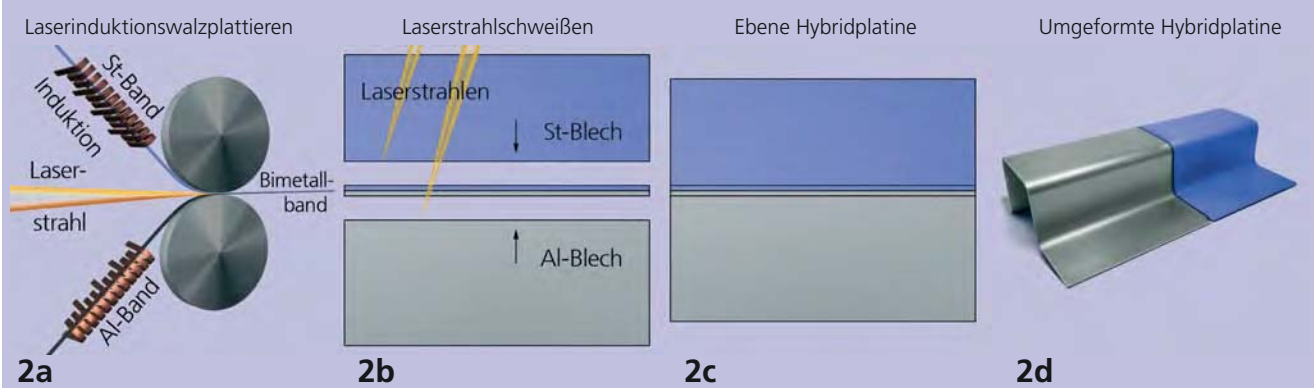 Laserinduktionswalzplattieren
St-Band
Induktion
Laser-
strahl
Bimetall-
band
Al-Band
2a
Laserstrahlschweißen
Laserstrahlen
St-Blech
Al-Blech
2b
Ebene Hybridplatine
2c
Umgeformte Hybridplatine
2d